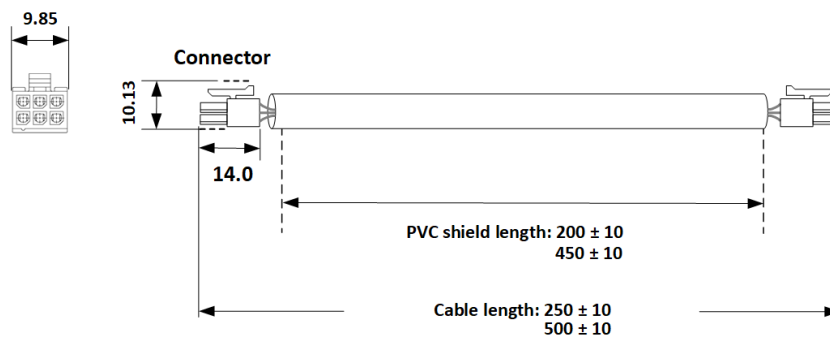 9.85
Connector
10.13
14.0
PVC shield length: 200 ± 10
450 ± 10
Cable length: 250 ± 10
500 ± 10